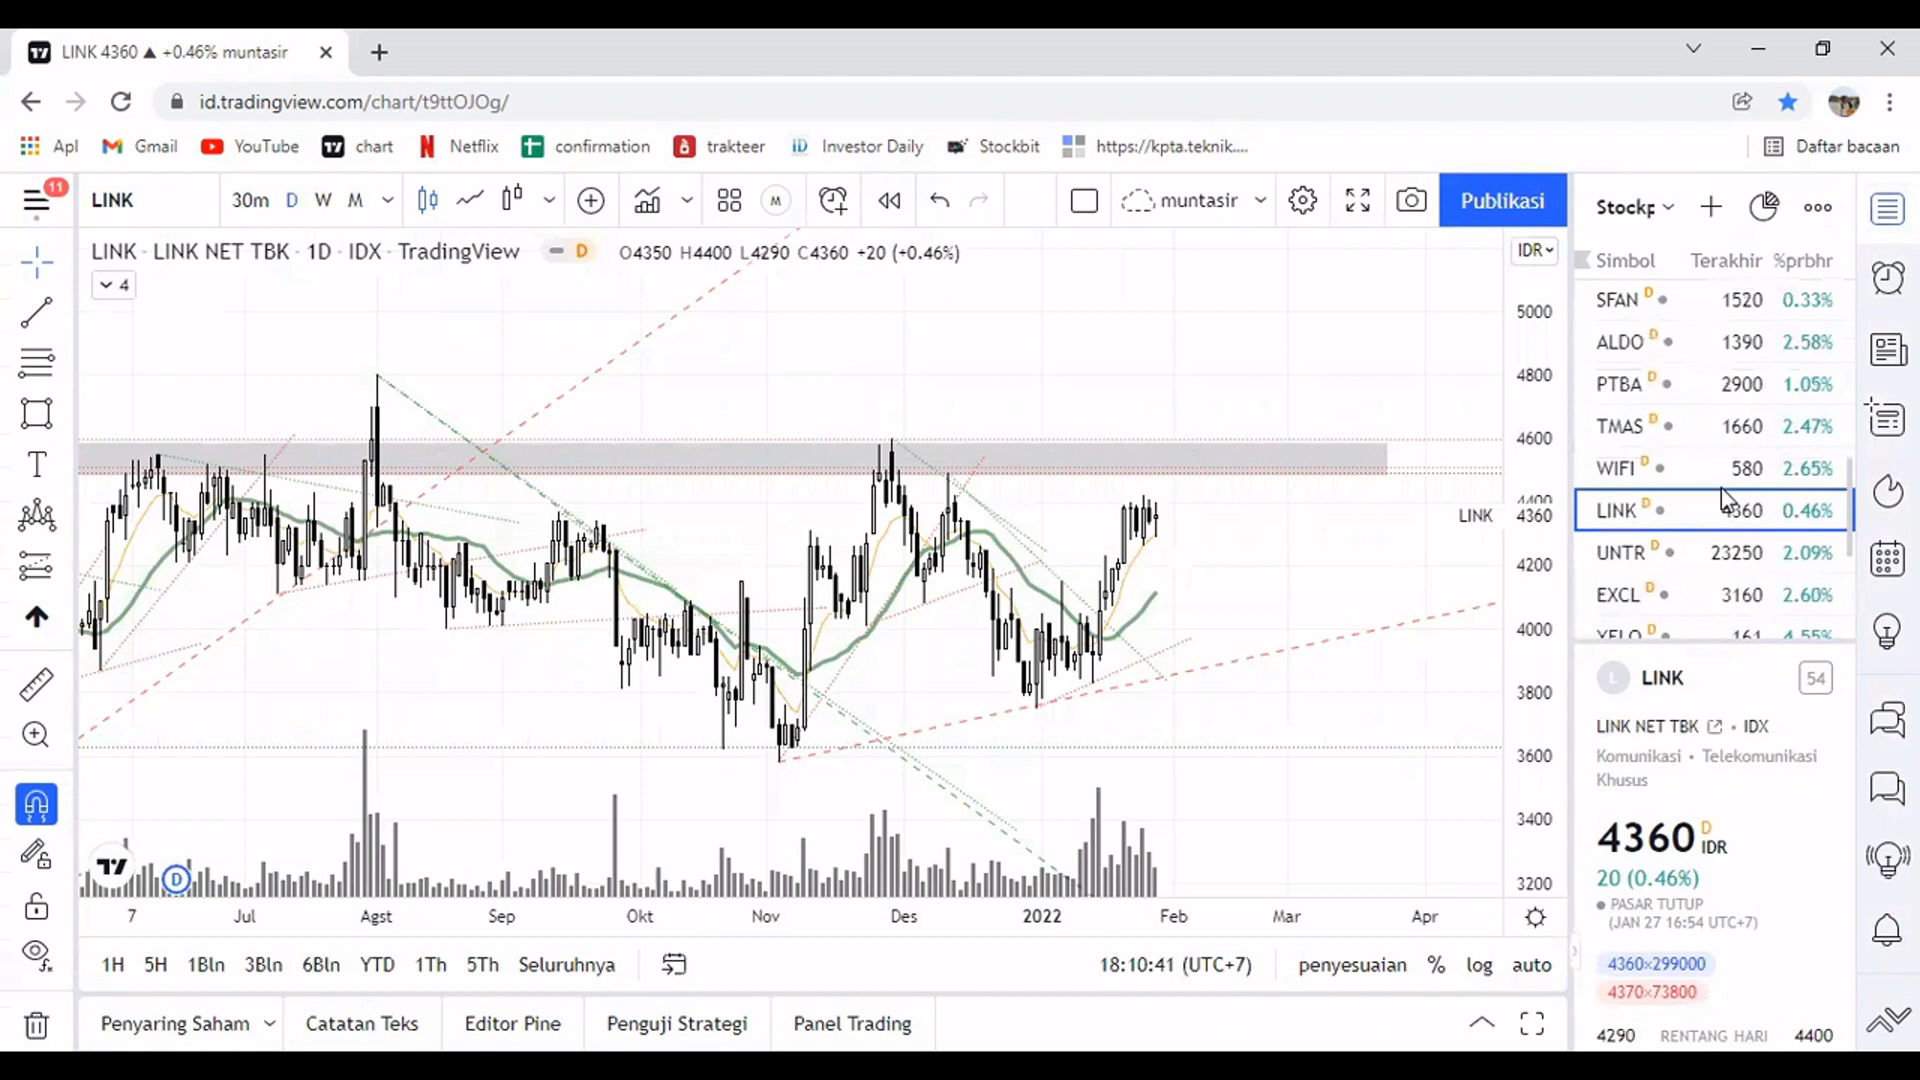 LINK 4360 ▲ +0.46% muntasir
id.tradingview.com/chart/t9ttOJOg/
Apl Gmail YouTube chart Netflix confirmation trakteer Investor Daily Stockbit https://kpta.teknik.... Daftar bacaan
11
LINK 30m D W M M muntasir Publikasi
LINK · LINK NET TBK · 1D · IDX · TradingView D O4350 H4400 L4290 C4360 +20 (+0.46%)
4
IDR
5000
4800
4600
4400
LINK 4360
4200
4000
3800
3600
3400
3200
D
7 Jul Agst Sep Okt Nov Des 2022 Feb Mar Apr
1H 5H 1Bln 3Bln 6Bln YTD 1Th 5Th Seluruhnya 18:10:41 (UTC+7) penyesuaian % log auto
Penyaring Saham Catatan Teks Editor Pine Penguji Strategi Panel Trading
Stockp
Simbol Terakhir %prbhr
SFAN D 1520 0.33%
ALDO D 1390 2.58%
PTBA D 2900 1.05%
TMAS D 1660 2.47%
WIFI D 580 2.65%
LINK D 4360 0.46%
UNTR D 23250 2.09%
EXCL D 3160 2.60%
YELO D 161 4.55%
L LINK 54
LINK NET TBK • IDX
Komunikasi • Telekomunikasi
Khusus
4360 D IDR
20 (0.46%)
PASAR TUTUP
(JAN 27 16:54 UTC+7)
4360×299000
4370×73800
4290 RENTANG HARI 4400